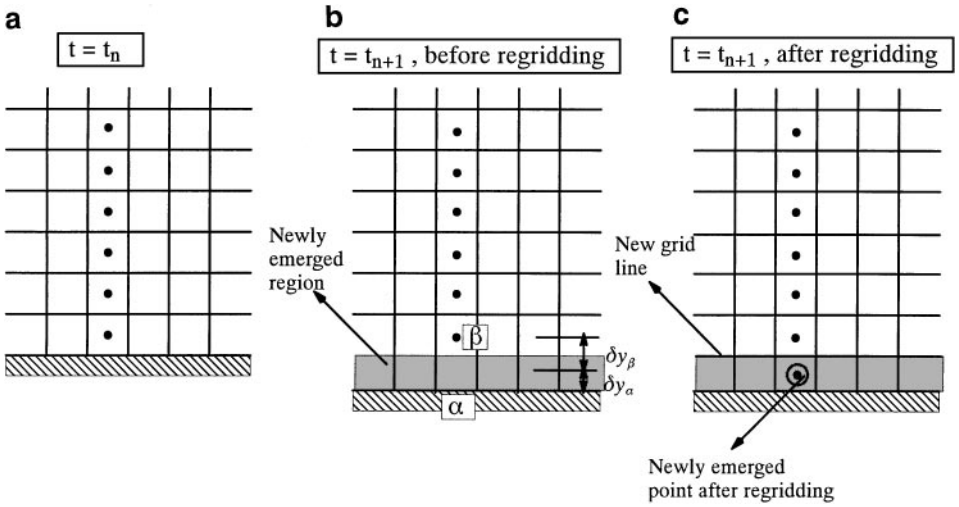 a
t = tₙ
b
t = tₙ₊₁ , before regridding
Newly
emerged
region
β
δyᵦ
δyₐ
α
c
t = tₙ₊₁ , after regridding
New grid
line
Newly emerged
point after regridding